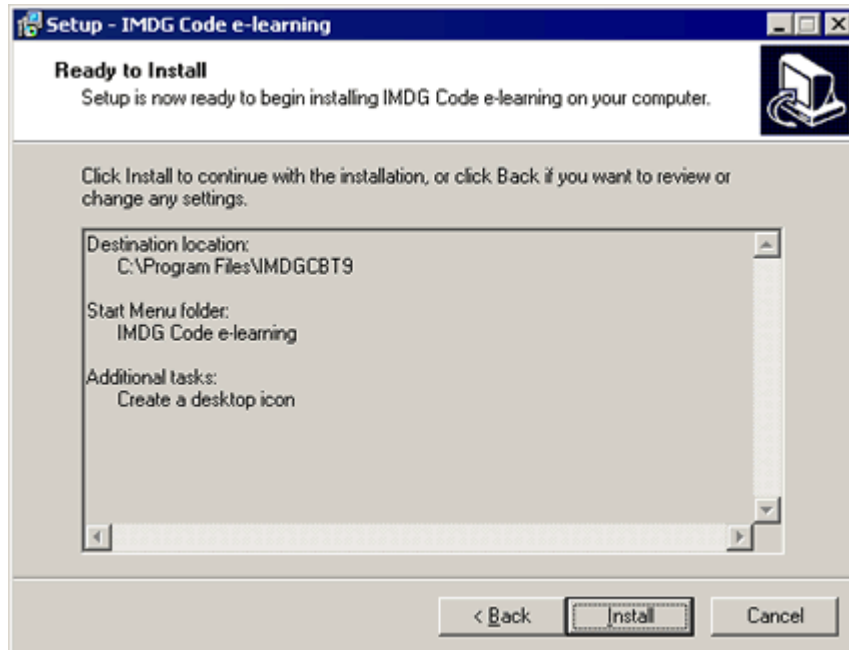 Setup - IMDG Code e-learning
Ready to Install
Setup is now ready to begin installing IMDG Code e-learning on your computer.
Click Install to continue with the installation, or click Back if you want to review or
change any settings.
Destination location:
C:\Program Files\IMDGCBT9
Start Menu folder:
IMDG Code e-learning
Additional tasks:
Create a desktop icon
< Back
Install
Cancel